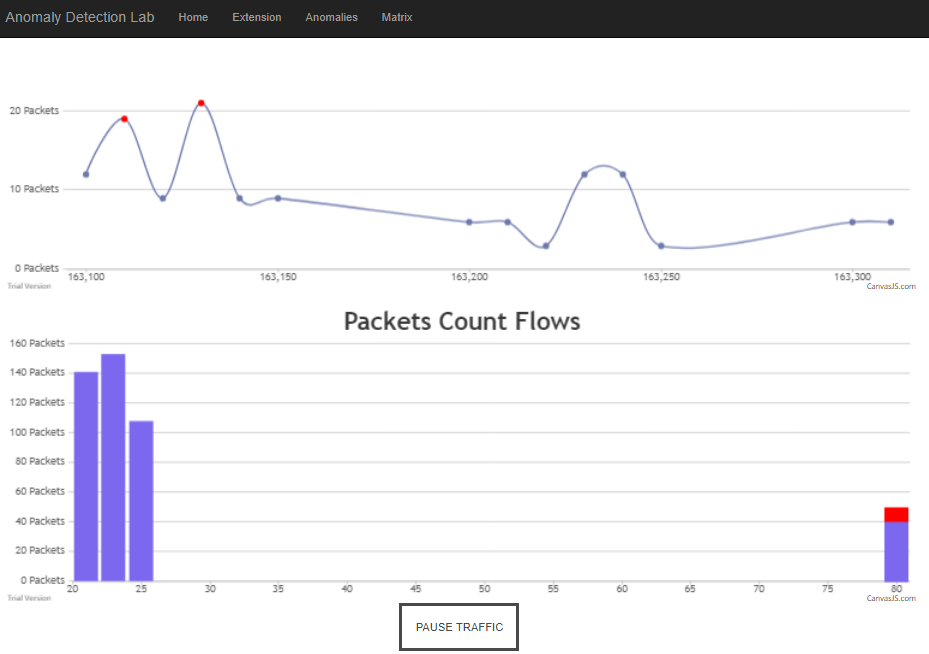 Anomaly Detection Lab Home Extension Anomalies Matrix
20 Packets
10 Packets
0 Packets
163,100 163,150 163,200 163,250 163,300
Trial Version CanvasJS.com
Packets Count Flows
160 Packets
140 Packets
120 Packets
100 Packets
80 Packets
60 Packets
40 Packets
20 Packets
0 Packets
20 25 30 35 40 45 50 55 60 65 70 75 80
Trial Version CanvasJS.com
PAUSE TRAFFIC